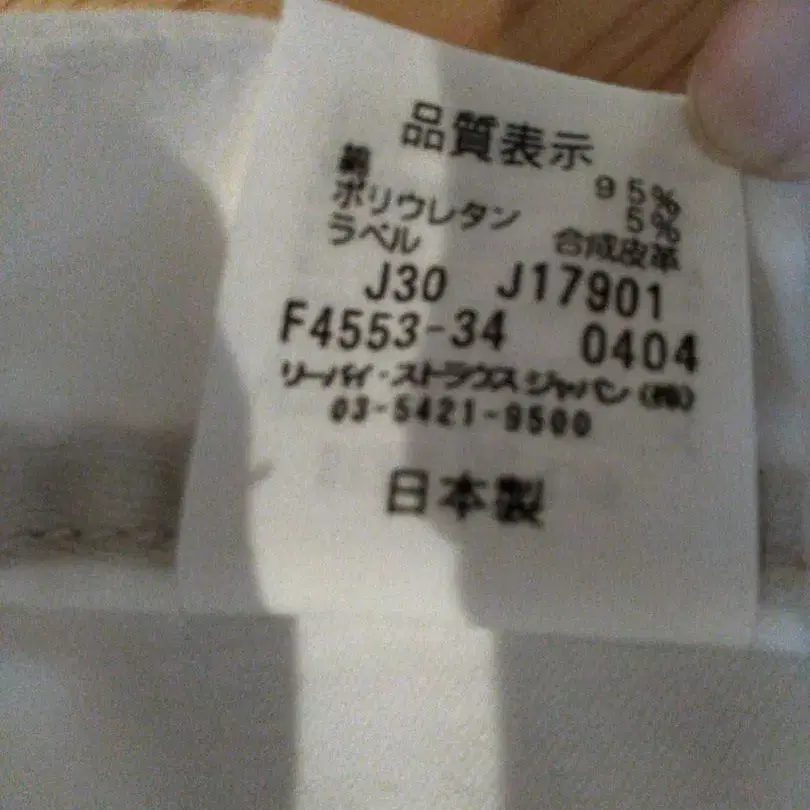 品質表示
綿 95%
ポリウレタン 5%
ラベル 合成皮革
J30 J17901
F4553-34 0404
リーバイ・ストラウスジャパン(株)
03-5421-9500
日本製